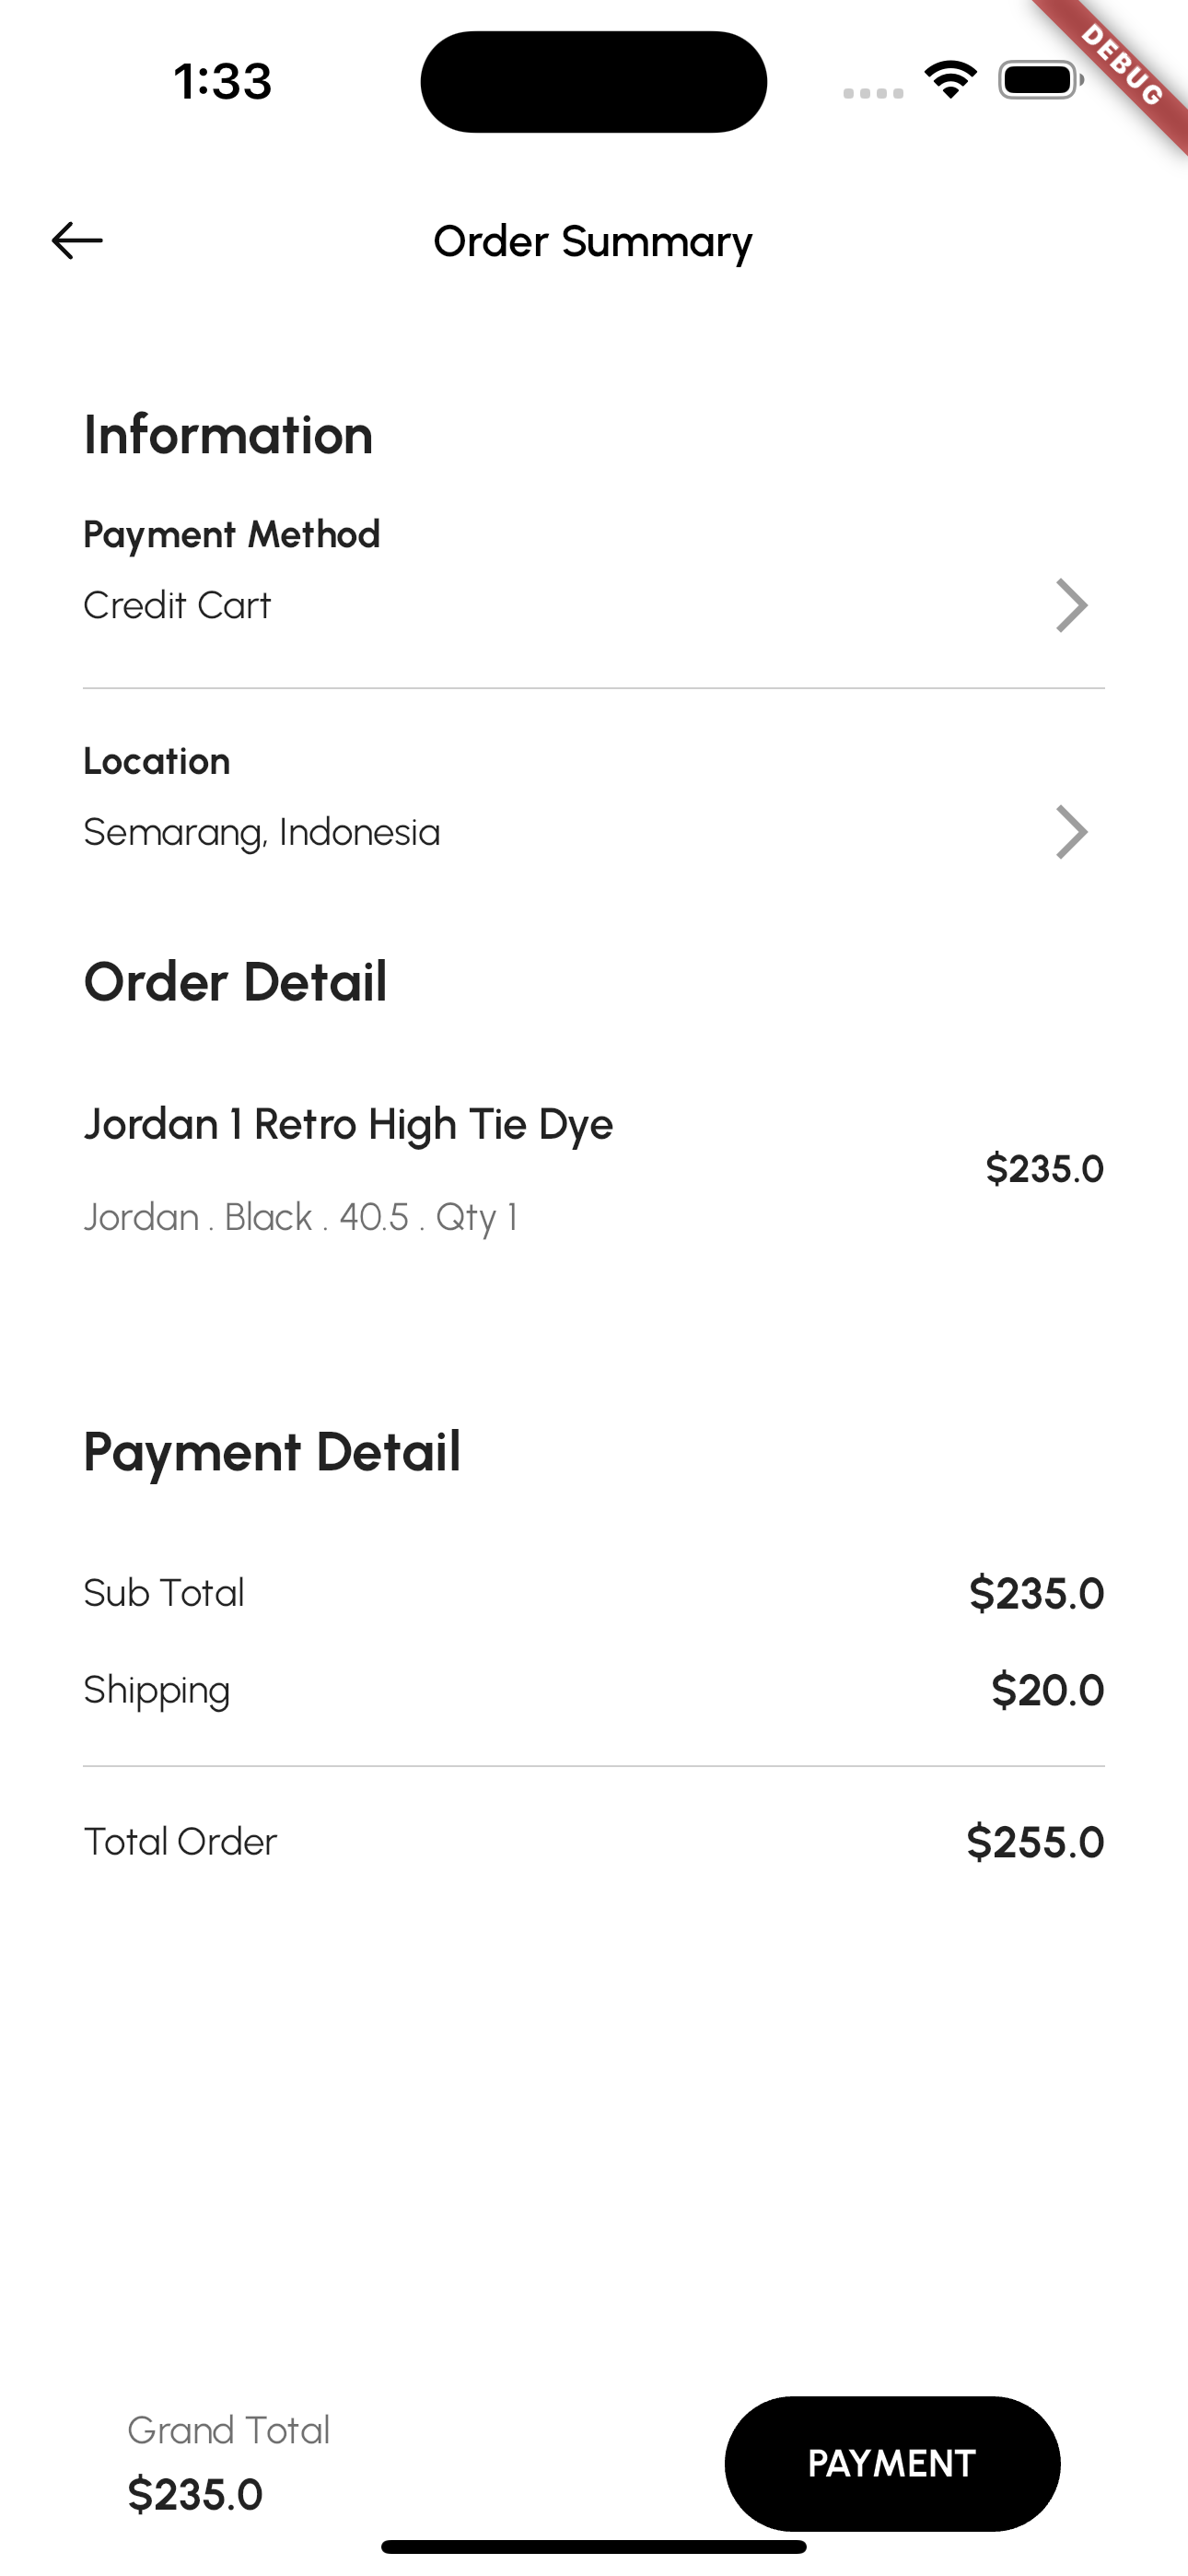 1:33
DEBUG
Order Summary
Information
Payment Method
Credit Cart
Location
Semarang, Indonesia
Order Detail
Jordan 1 Retro High Tie Dye
$235.0
Jordan . Black . 40.5 . Qty 1
Payment Detail
Sub Total $235.0
Shipping $20.0
Total Order $255.0
Grand Total
$235.0
PAYMENT